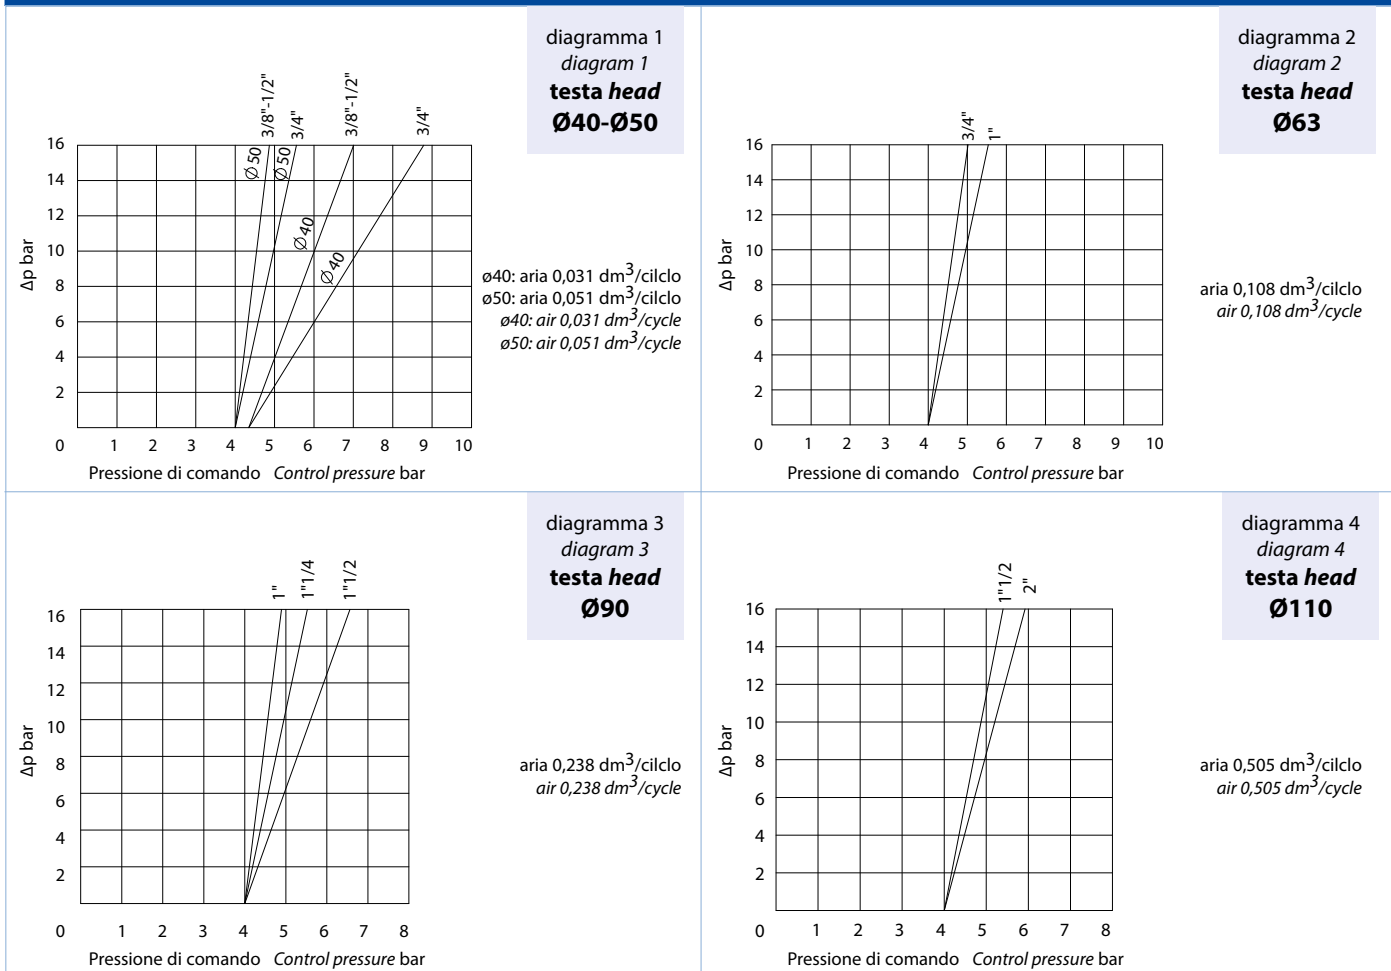 diagramma 1
diagram 1
testa head
Ø40-Ø50
3/8"-1/2"
3/4"
3/8"-1/2"
3/4"
Ø 50
Ø 50
Ø 40
Ø 40
16
14
12
10
8
6
4
2
0 1 2 3 4 5 6 7 8 9 10
Δp bar
Pressione di comando Control pressure bar
ø40: aria 0,031 dm³/cilclo
ø50: aria 0,051 dm³/cilclo
ø40: air 0,031 dm³/cycle
ø50: air 0,051 dm³/cycle
diagramma 2
diagram 2
testa head
Ø63
3/4"
1"
16
14
12
10
8
6
4
2
0 1 2 3 4 5 6 7 8 9 10
Δp bar
Pressione di comando Control pressure bar
aria 0,108 dm³/cilclo
air 0,108 dm³/cycle
diagramma 3
diagram 3
testa head
Ø90
1"
1"1/4
1"1/2
16
14
12
10
8
6
4
2
0 1 2 3 4 5 6 7 8
Δp bar
Pressione di comando Control pressure bar
aria 0,238 dm³/cilclo
air 0,238 dm³/cycle
diagramma 4
diagram 4
testa head
Ø110
1"1/2
2"
16
14
12
10
8
6
4
2
0 1 2 3 4 5 6 7 8
Δp bar
Pressione di comando Control pressure bar
aria 0,505 dm³/cilclo
air 0,505 dm³/cycle